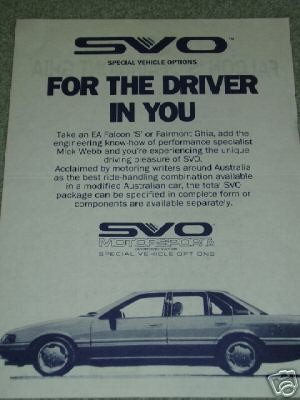 SVO™
SPECIAL VEHICLE OPTIONS
FOR THE DRIVER
IN YOU
Take an EA Falcon 'S' or Fairmont Ghia, add the
engineering know-how of performance specialist
Mick Webb and you're experiencing the unique
driving pleasure of SVO.
Acclaimed by motoring writers around Australia
as the best ride-handling combination available
in a modified Australian car, the total SVO
package can be specified in complete form or
components are available separately.
SVO
MOTORSPORT
SPECIAL VEHICLE OPTIONS